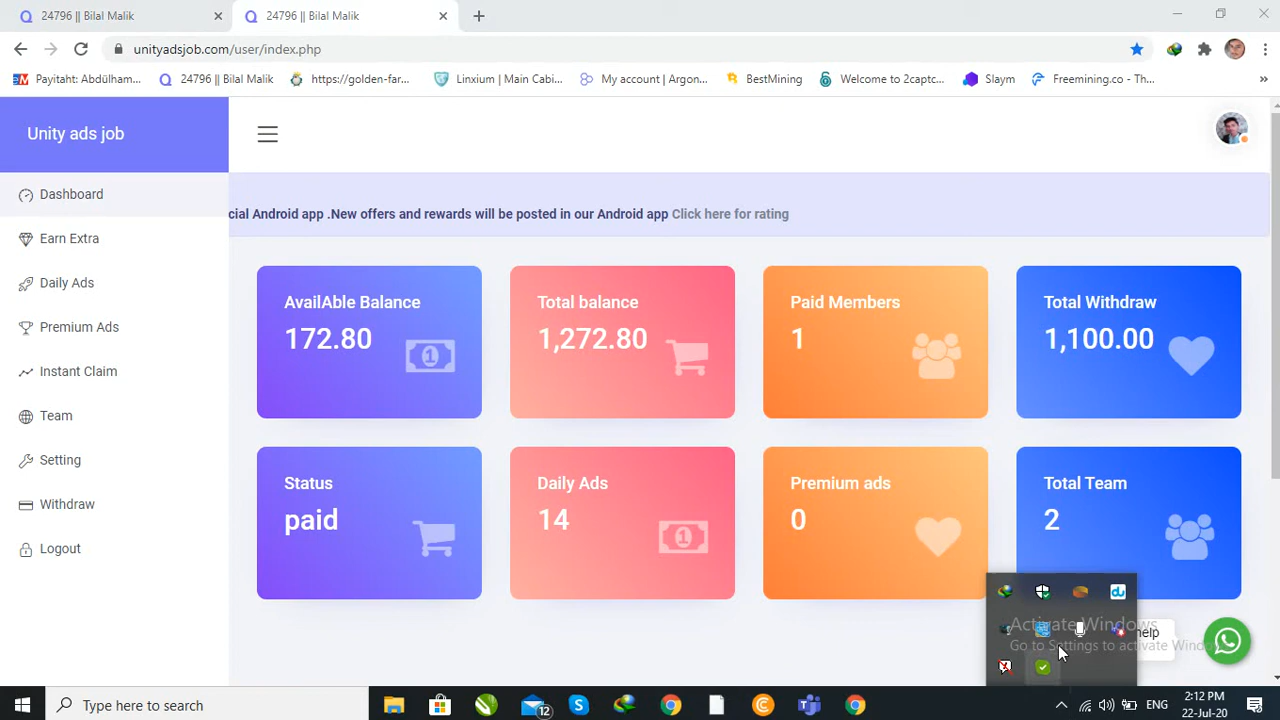 24796 || Bilal Malik
24796 || Bilal Malik
unityadsjob.com/user/index.php
Payitaht: Abdülham...
24796 || Bilal Malik
https://golden-far...
Linxium | Main Cabi...
My account | Argon...
BestMining
Welcome to 2captc...
Slaym
Freemining.co - Th...
»
Unity ads job
Dashboard
Earn Extra
Daily Ads
Premium Ads
Instant Claim
Team
Setting
Withdraw
Logout
cial Android app .New offers and rewards will be posted in our Android app Click here for rating
AvailAble Balance
172.80
Total balance
1,272.80
Paid Members
1
Total Withdraw
1,100.00
Status
paid
Daily Ads
14
Premium ads
0
Total Team
2
help
Activate Windows
Go to Settings to activate Windows.
Type here to search
12
ENG
2:12 PM
22-Jul-20